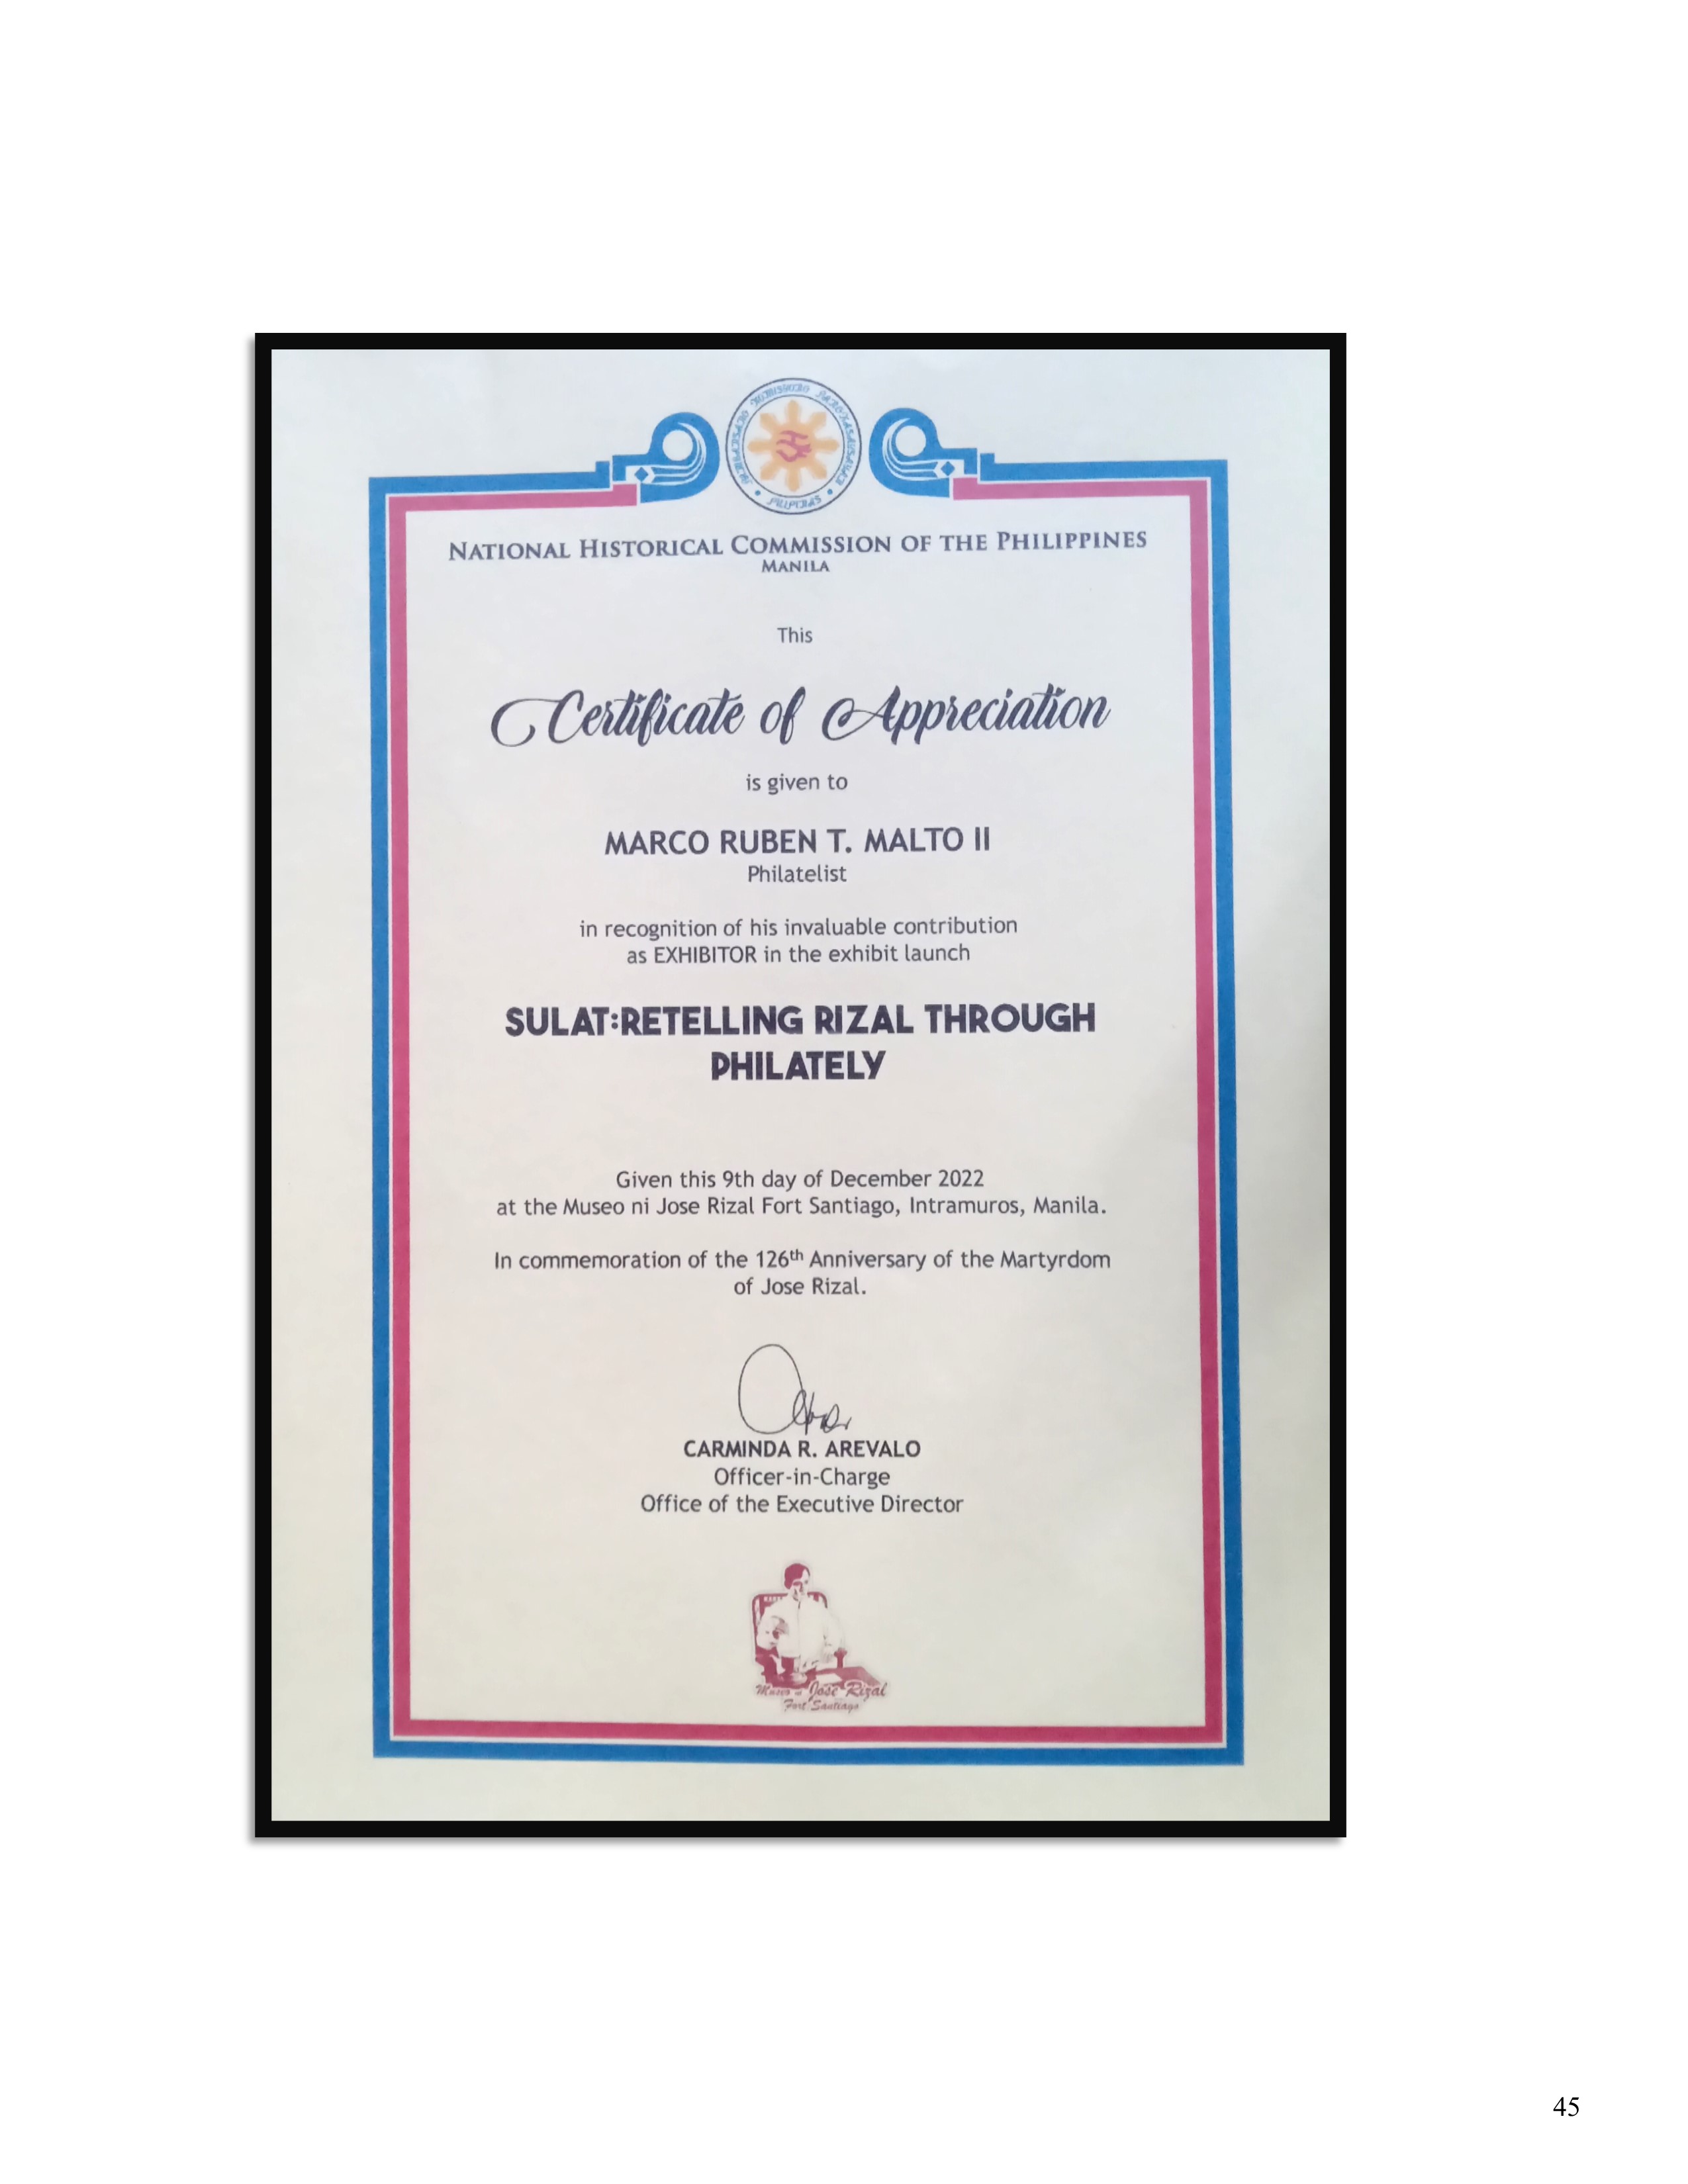 NATIONAL HISTORICAL COMMISSION OF THE PHILIPPINES
MANILA
This
Certificate of Appreciation
is given to
MARCO RUBEN T. MALTO II
Philatelist
in recognition of his invaluable contribution
as EXHIBITOR in the exhibit launch
SULAT:RETELLING RIZAL THROUGH
PHILATELY
Given this 9th day of December 2022
at the Museo ni Jose Rizal Fort Santiago, Intramuros, Manila.
In commemoration of the 126th Anniversary of the Martyrdom
of Jose Rizal.
CARMINDA R. AREVALO
Officer-in-Charge
Office of the Executive Director
Museo ni Jose Rizal
Fort Santiago
45